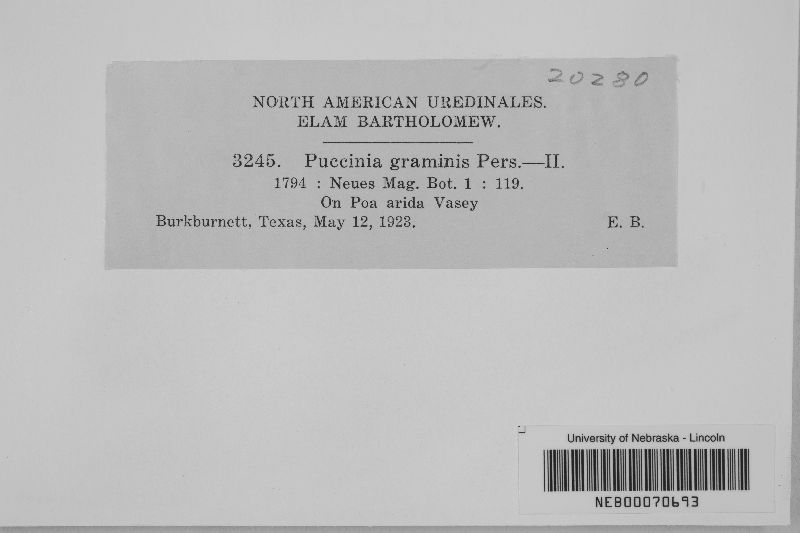 20280
NORTH AMERICAN UREDINALES.
ELAM BARTHOLOMEW.
3245. Puccinia graminis Pers.—II.
1794 : Neues Mag. Bot. 1 : 119.
On Poa arida Vasey
Burkburnett, Texas, May 12, 1923. E. B.
University of Nebraska - Lincoln
NEB00070693